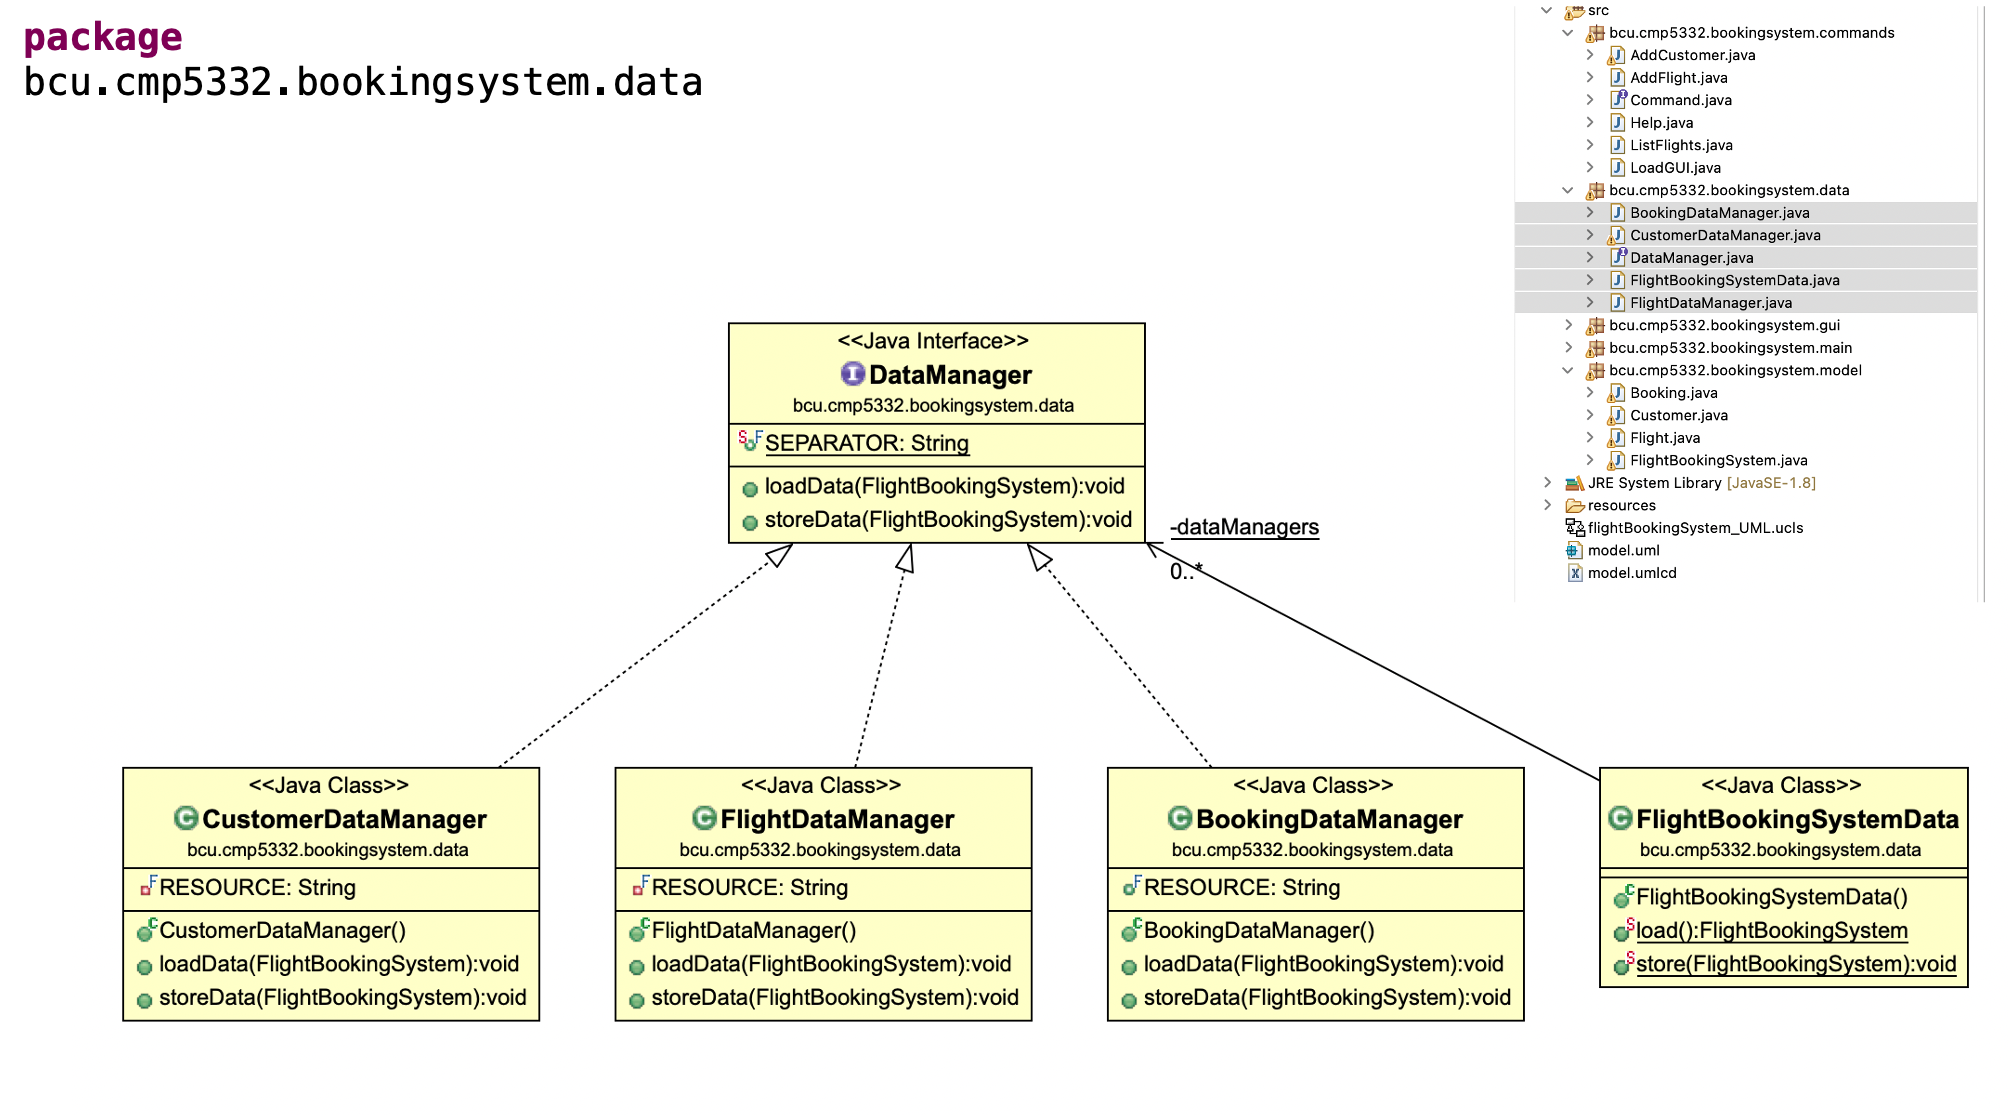 package
bcu.cmp5332.bookingsystem.data
src
bcu.cmp5332.bookingsystem.commands
AddCustomer.java
AddFlight.java
Command.java
Help.java
ListFlights.java
LoadGUI.java
bcu.cmp5332.bookingsystem.data
BookingDataManager.java
CustomerDataManager.java
DataManager.java
FlightBookingSystemData.java
FlightDataManager.java
bcu.cmp5332.bookingsystem.gui
bcu.cmp5332.bookingsystem.main
bcu.cmp5332.bookingsystem.model
Booking.java
Customer.java
Flight.java
FlightBookingSystem.java
JRE System Library [JavaSE-1.8]
resources
flightBookingSystem_UML.ucls
model.uml
model.umlcd
<<Java Interface>>
DataManager
bcu.cmp5332.bookingsystem.data
SEPARATOR: String
loadData(FlightBookingSystem):void
storeData(FlightBookingSystem):void
-dataManagers
0..*
<<Java Class>>
CustomerDataManager
bcu.cmp5332.bookingsystem.data
RESOURCE: String
CustomerDataManager()
loadData(FlightBookingSystem):void
storeData(FlightBookingSystem):void
<<Java Class>>
FlightDataManager
bcu.cmp5332.bookingsystem.data
RESOURCE: String
FlightDataManager()
loadData(FlightBookingSystem):void
storeData(FlightBookingSystem):void
<<Java Class>>
BookingDataManager
bcu.cmp5332.bookingsystem.data
RESOURCE: String
BookingDataManager()
loadData(FlightBookingSystem):void
storeData(FlightBookingSystem):void
<<Java Class>>
FlightBookingSystemData
bcu.cmp5332.bookingsystem.data
FlightBookingSystemData()
load():FlightBookingSystem
store(FlightBookingSystem):void